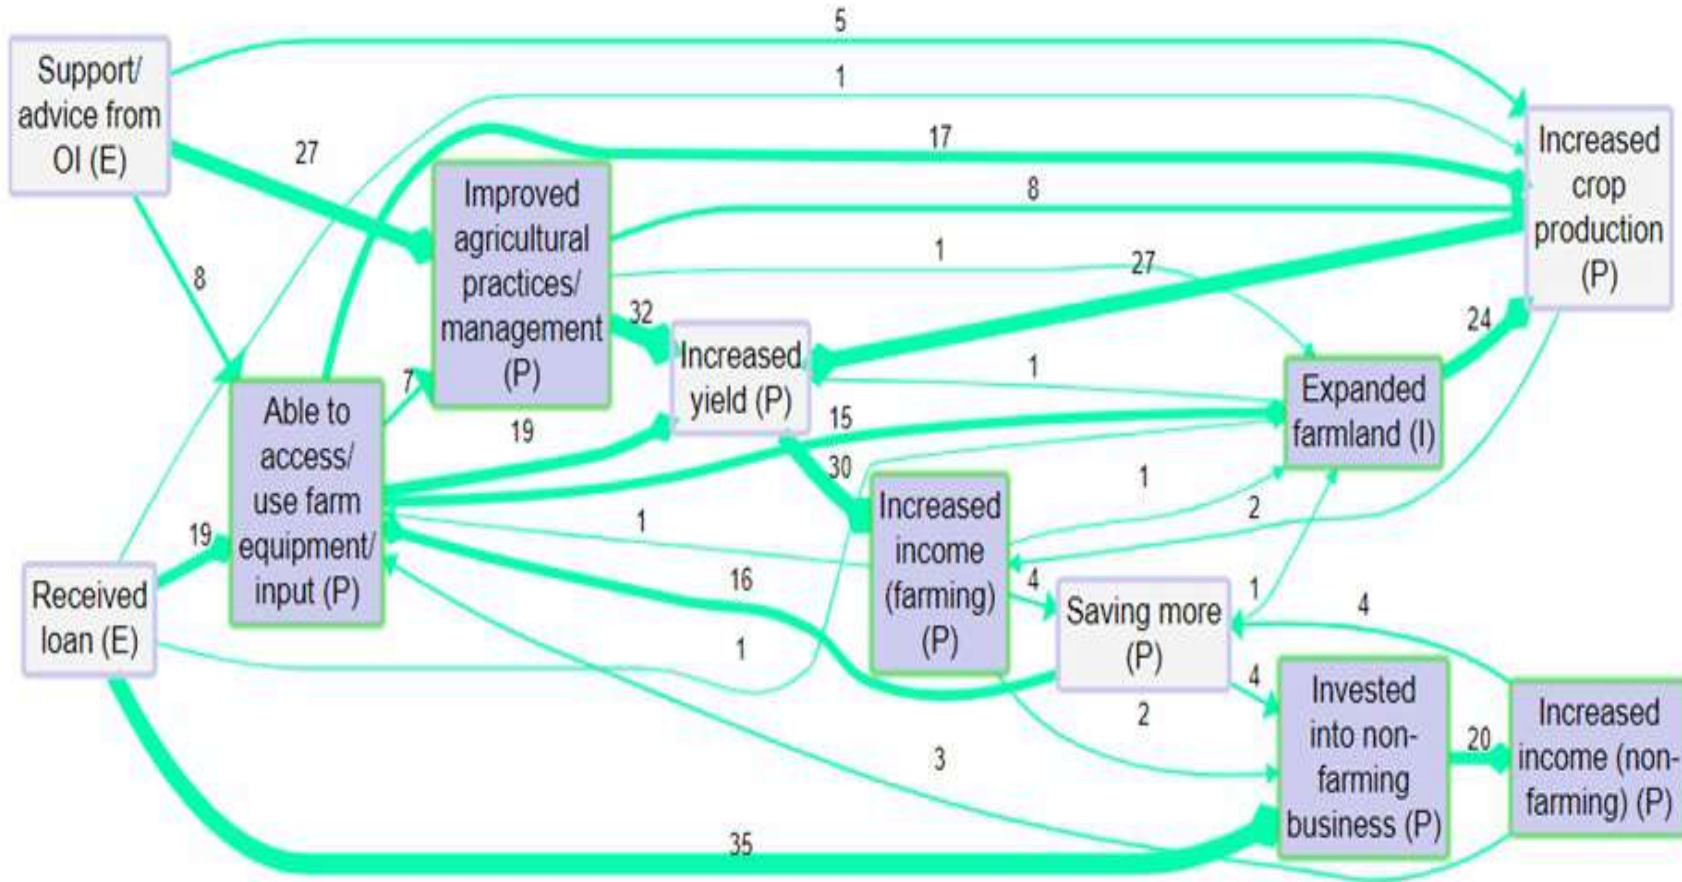 5
Support/
advice from
OI (E)
1
27
17
Increased
crop
production
(P)
Improved
agricultural
practices/
management
(P)
8
1
27
8
32
24
Increased
yield (P)
1
Expanded
farmland (I)
7
Able to
access/
use farm
equipment/
input (P)
19
15
30
1
2
Increased
income
(farming)
(P)
1
19
16
4
Saving more
(P)
1
4
Received
loan (E)
1
4
2
Invested
into non-
farming
business (P)
20
Increased
income (non-
farming) (P)
3
35